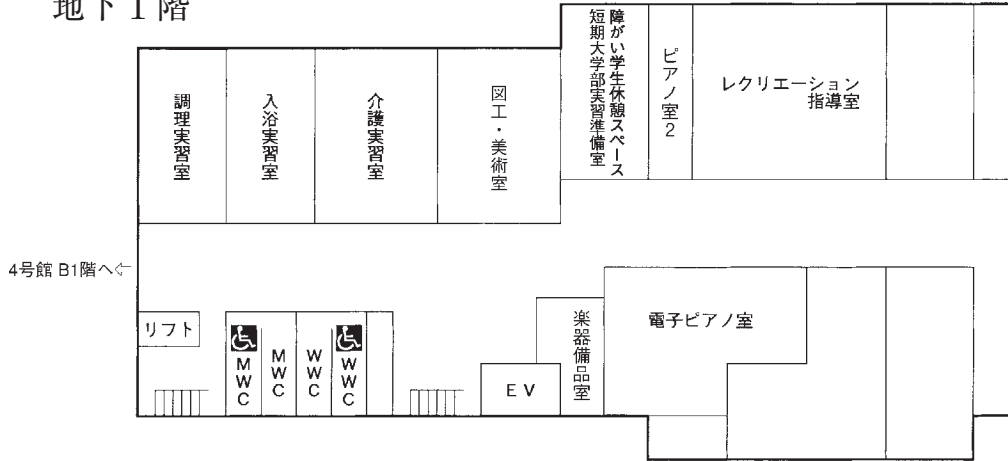 地下1階
調理実習室
入浴実習室
介護実習室
図工・美術室
障がい学生休憩スペース
短期大学部実習準備室
ピアノ室2
レクリエーション
指導室
4号館 B1階へ⇦
リフト
MWC
MWC
WWC
WWC
EV
楽器備品室
電子ピアノ室